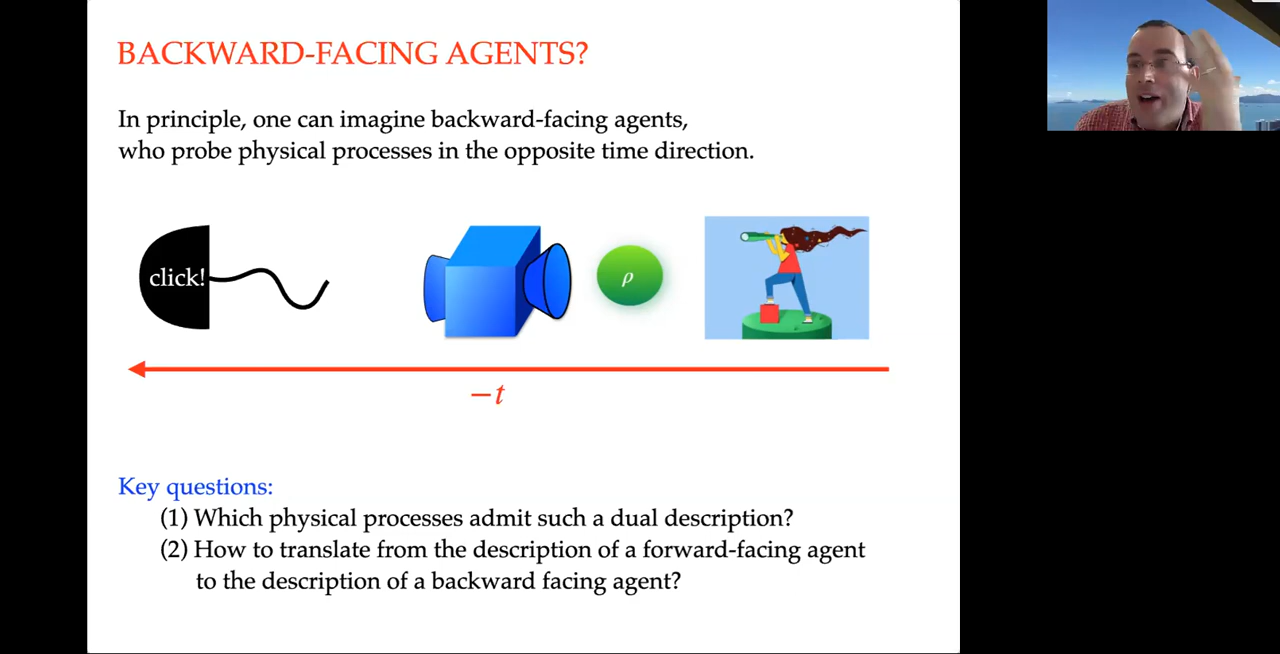 BACKWARD-FACING AGENTS?
In principle, one can imagine backward-facing agents,
who probe physical processes in the opposite time direction.
click!
ρ
−t
Key questions:
(1) Which physical processes admit such a dual description?
(2) How to translate from the description of a forward-facing agent
to the description of a backward facing agent?